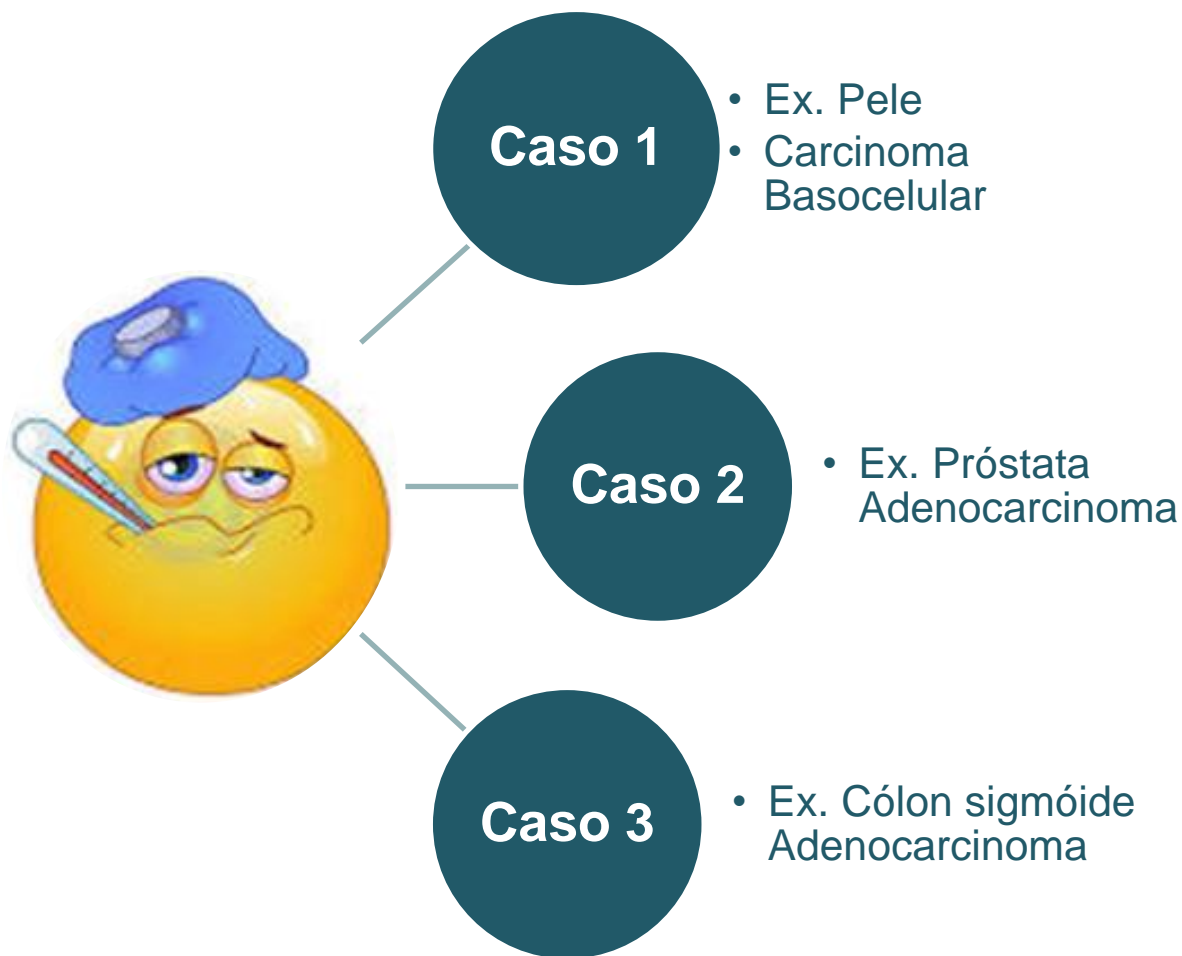 Caso 1
• Ex. Pele
• Carcinoma
Basocelular
Caso 2
• Ex. Próstata
Adenocarcinoma
Caso 3
• Ex. Cólon sigmóide
Adenocarcinoma